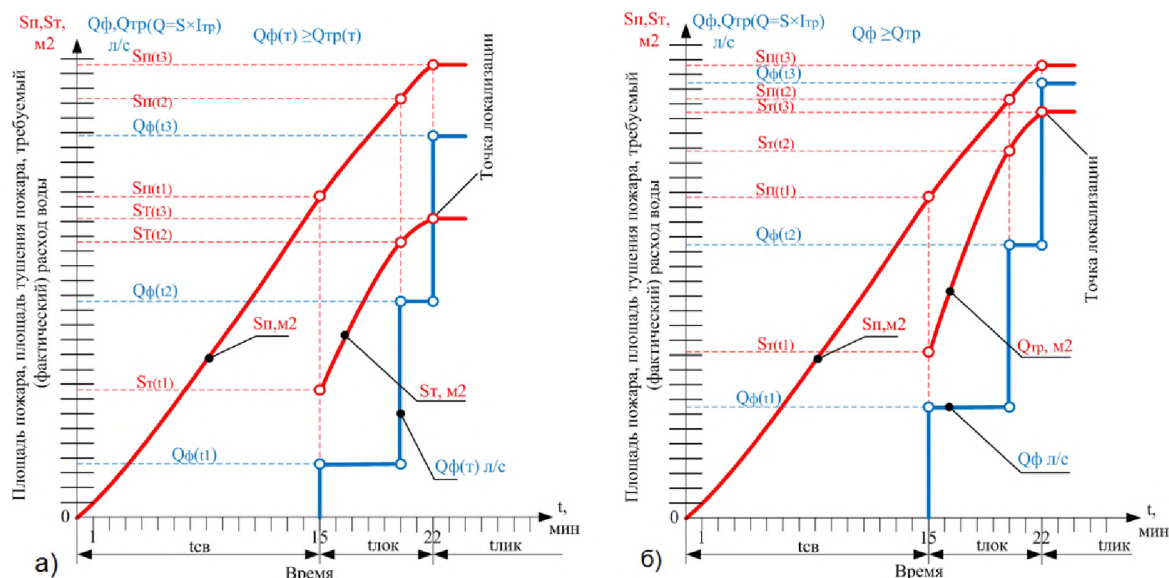 Sп,Sт,
м2
Qф,Qтр(Q=S×Iтр)
л/с
Qф(т) ≥Qтр(т)
Площадь пожара, площадь тушения пожара, требуемый
(фактический) расход воды
Sп(t3)
Sп(t2)
Qф(t3)
Sп(t1)
Sт(t3)
Sт(t2)
Qф(t2)
Sт(t1)
Qф(t1)
Точка локализации
Sп,м2
Sт, м2
Qф(т) л/с
0
1
15
22
t,
мин
tсв
tлок
tлик
Время
а)
Sп,Sт,
м2
Qф,Qтр(Q=S×Iтр)
л/с
Qф ≥Qтр
Площадь пожара, площадь тушения пожара, требуемый
(фактический) расход воды
Sп(t3)
Qф(t3)
Sп(t2)
Sт(t3)
Sт(t2)
Sп(t1)
Qф(t2)
Sт(t1)
Qф(t1)
Точка локализации
Sп,м2
Qтр, м2
Qф л/с
0
1
15
22
t,
мин
tсв
tлок
tлик
Время
б)